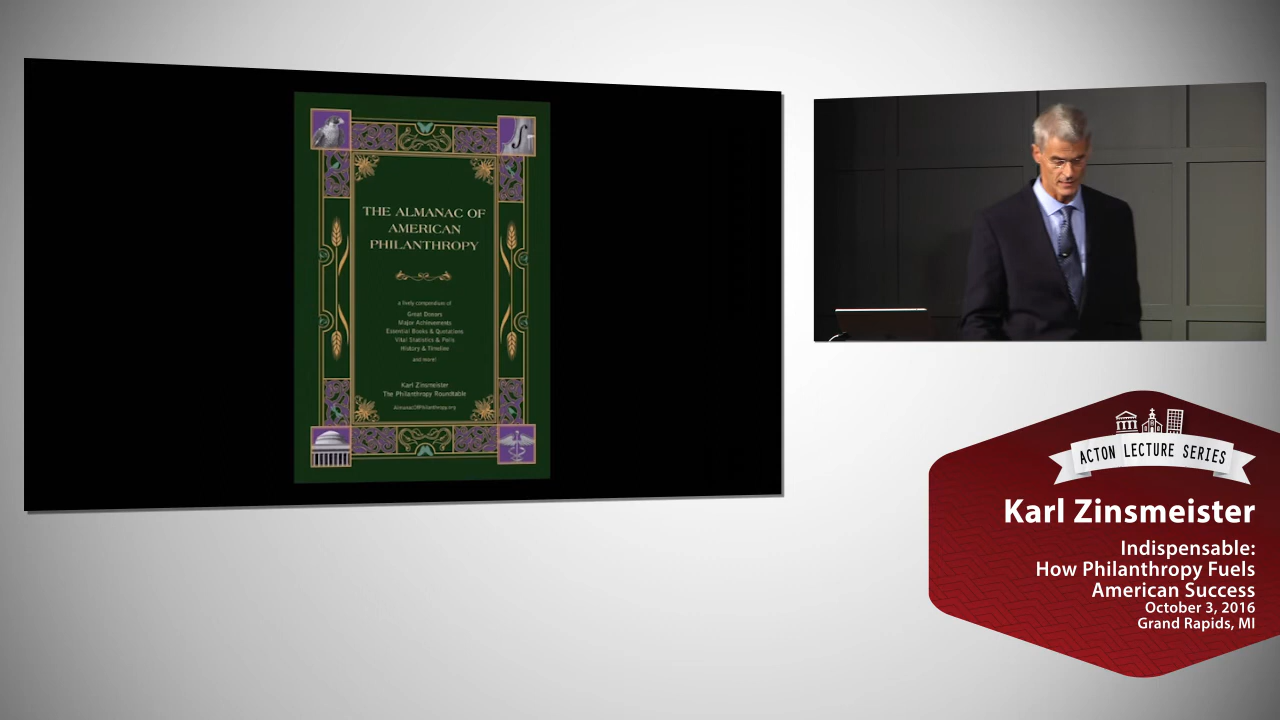 THE ALMANAC OF
AMERICAN
PHILANTHROPY
a lively compendium of
Great Donors
Major Achievements
Essential Books & Quotations
Vital Statistics & Polls
History & Timeline
and more!
Karl Zinsmeister
The Philanthropy Roundtable
AlmanacOfPhilanthropy.org
ACTON LECTURE SERIES
Karl Zinsmeister
Indispensable:
How Philanthropy Fuels
American Success
October 3, 2016
Grand Rapids, MI